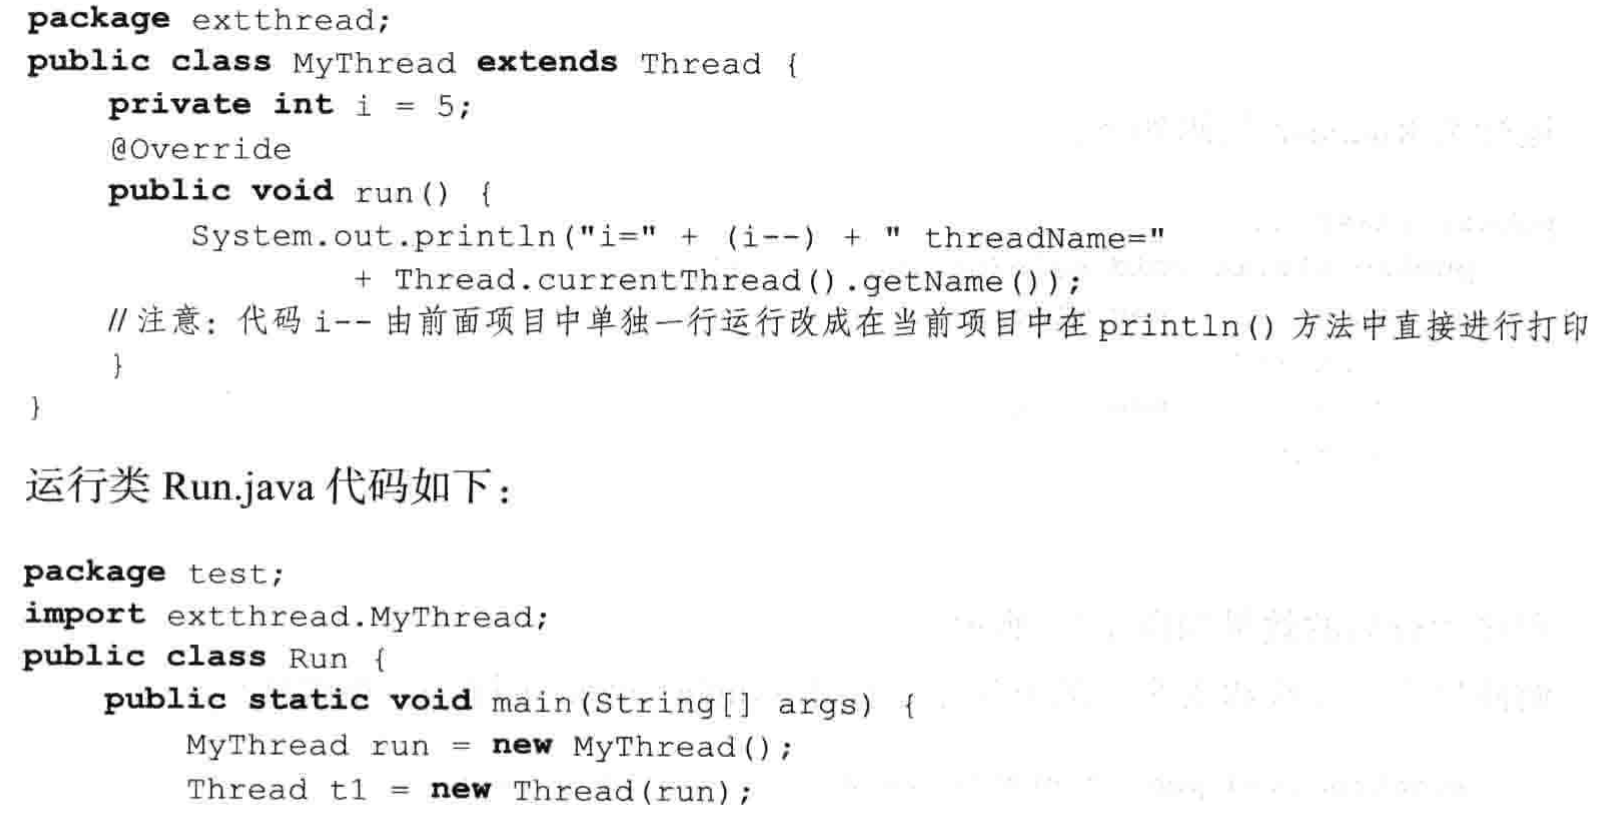 package extthread;
public class MyThread extends Thread {
    private int i = 5;
    @Override
    public void run() {
        System.out.println("i=" + (i--) + " threadName="
                + Thread.currentThread().getName());
    //注意：代码 i-- 由前面项目中单独一行运行改成在当前项目中在 println() 方法中直接进行打印
    }
}
运行类 Run.java 代码如下：
package test;
import extthread.MyThread;
public class Run {
    public static void main(String[] args) {
        MyThread run = new MyThread();
        Thread t1 = new Thread(run);